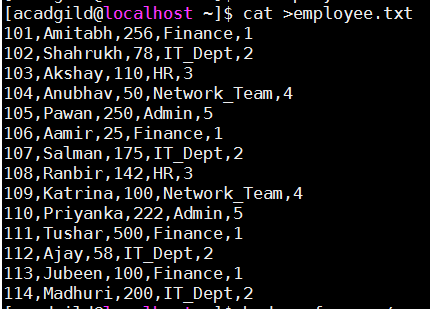 [acadgild@localhost ~]$ cat >employee.txt
101,Amitabh,256,Finance,1
102,Shahrukh,78,IT_Dept,2
103,Akshay,110,HR,3
104,Anubhav,50,Network_Team,4
105,Pawan,250,Admin,5
106,Aamir,25,Finance,1
107,Salman,175,IT_Dept,2
108,Ranbir,142,HR,3
109,Katrina,100,Network_Team,4
110,Priyanka,222,Admin,5
111,Tushar,500,Finance,1
112,Ajay,58,IT_Dept,2
113,Jubeen,100,Finance,1
114,Madhuri,200,IT_Dept,2
[acadgild@localhost ~]$